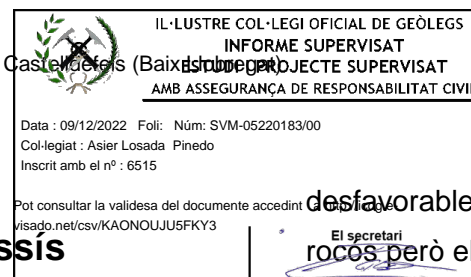 IL·LUSTRE COL·LEGI OFICIAL DE GEÒLEGS
INFORME SUPERVISAT
Castelldefels (Baix Llobregat).
ESTUDI O PROJECTE SUPERVISAT
AMB ASSEGURANÇA DE RESPONSABILITAT CIVIL
Data : 09/12/2022 Foli: Núm: SVM-05220183/00
Col·legiat : Asier Losada Pinedo
Inscrit amb el nº : 6515
Pot consultar la validesa del documente accedint a
desfavorable
visado.net/csv/KAONOUJU5FKY3
El secretari
ssís
rocós però el